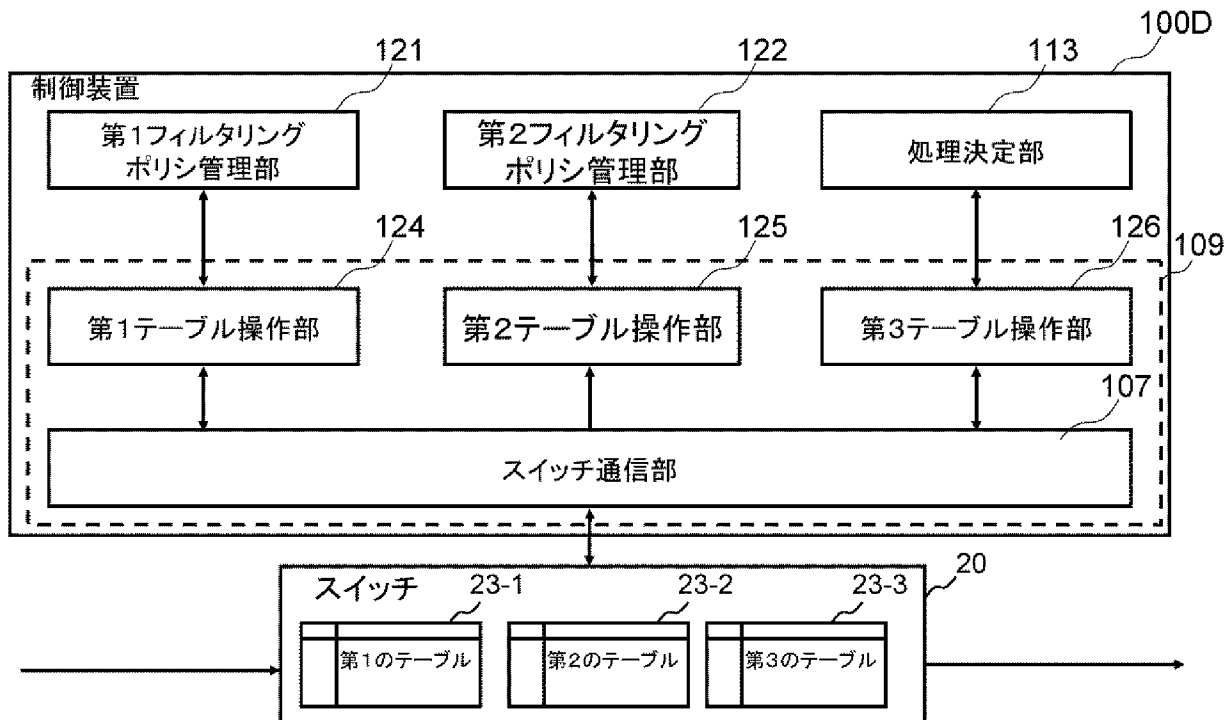 100D
121
122
113
制御装置
第1フィルタリング
ポリシ管理部
第2フィルタリング
ポリシ管理部
処理決定部
124
125
126
109
第1テーブル操作部
第2テーブル操作部
第3テーブル操作部
107
スイッチ通信部
20
スイッチ
23-1
23-2
23-3
第1のテーブル
第2のテーブル
第3のテーブル